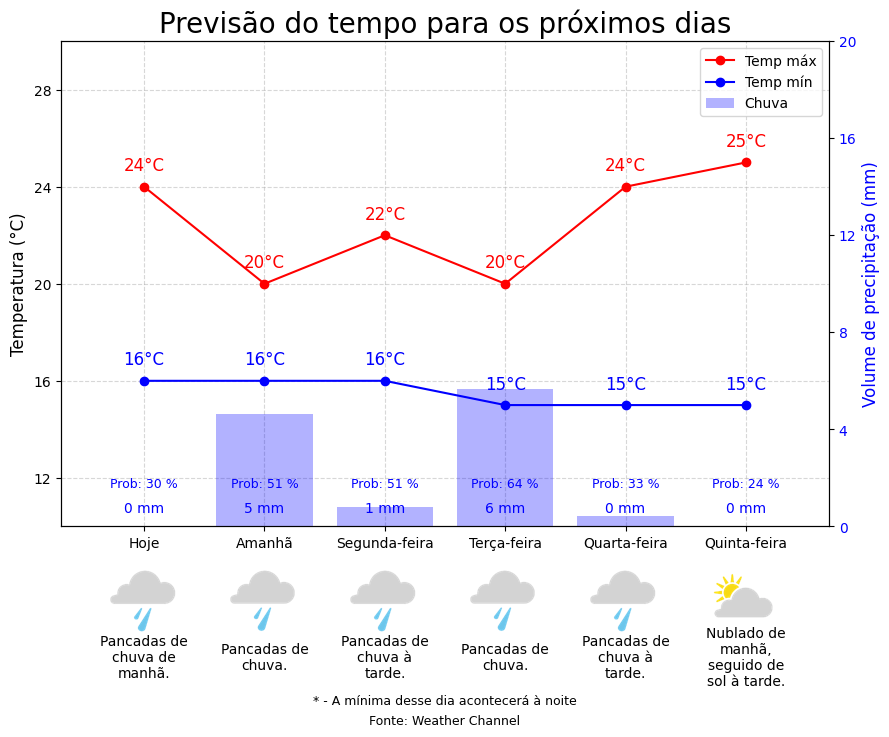 Previsão do tempo para os próximos dias
Temp máx
Temp mín
Chuva
Temperatura (°C)
28
24
20
16
12
Volume de precipitação (mm)
20
16
12
8
4
0
24°C
20°C
22°C
20°C
24°C
25°C
16°C
16°C
16°C
15°C
15°C
15°C
Prob: 30 %
Prob: 51 %
Prob: 51 %
Prob: 64 %
Prob: 33 %
Prob: 24 %
0 mm
5 mm
1 mm
6 mm
0 mm
0 mm
Hoje
Amanhã
Segunda-feira
Terça-feira
Quarta-feira
Quinta-feira
Pancadas de
chuva de
manhã.
Pancadas de
chuva.
Pancadas de
chuva à
tarde.
Pancadas de
chuva.
Pancadas de
chuva à
tarde.
Nublado de
manhã,
seguido de
sol à tarde.
* - A mínima desse dia acontecerá à noite
Fonte: Weather Channel